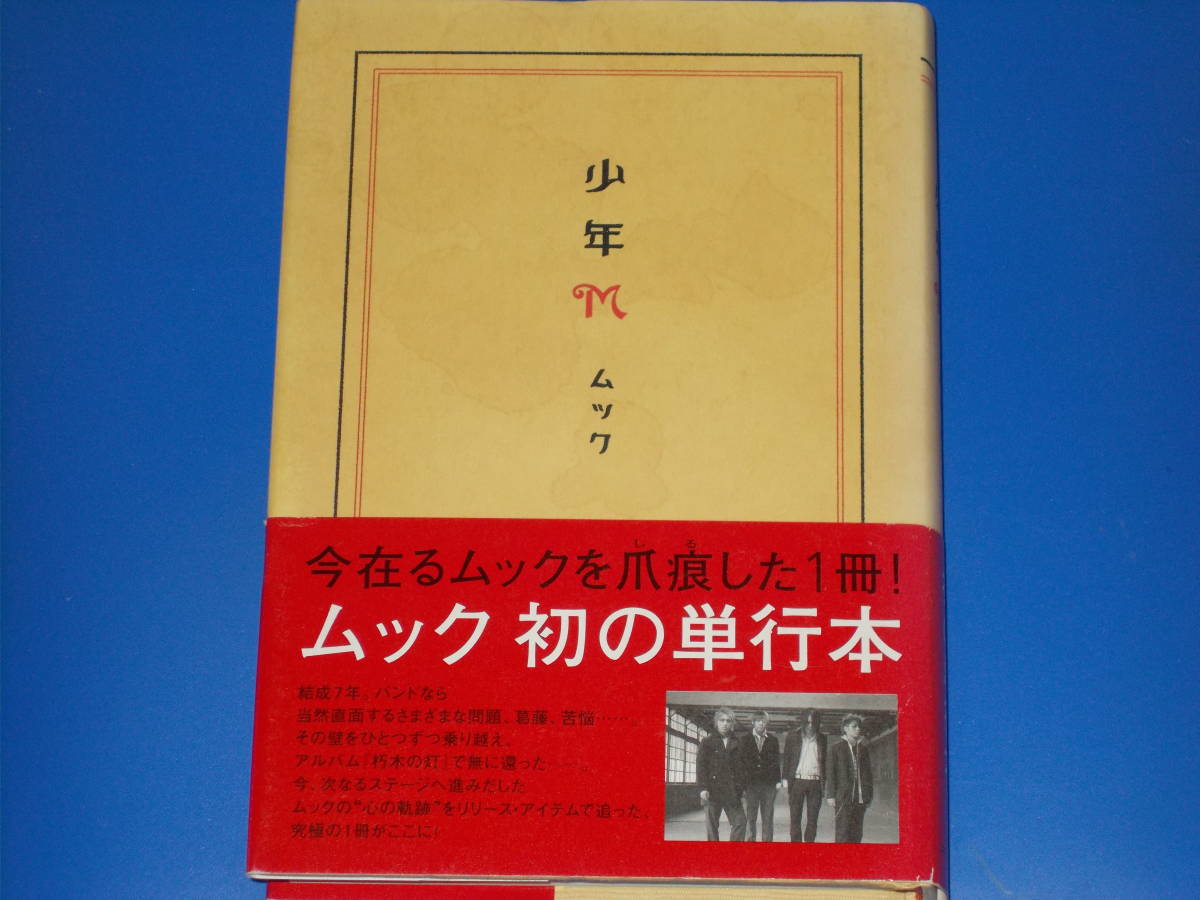 少年M
ムック
今在るムックを爪痕した1冊!
しる
ムック 初の単行本
結成7年。バンドなら
当然直面するさまざまな問題、葛藤、苦悩……。
その壁をひとつずつ乗り越え、
アルバム『朽木の灯』で無に還った……。
今、次なるステージへ進みだした
ムックの“心の軌跡”をリリース・アイテムで追った、
究極の1冊がここに!